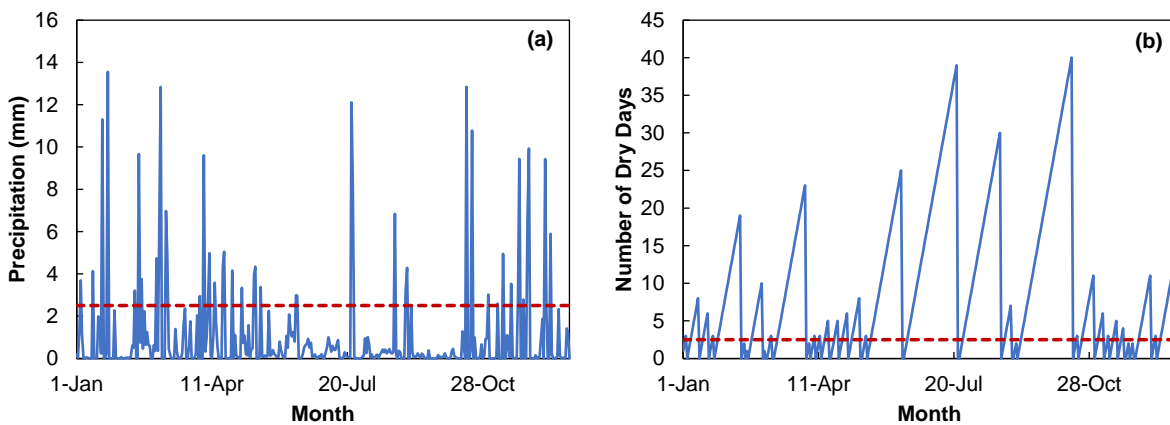 (a)
Precipitation (mm)
16
14
12
10
8
6
4
2
0
1-Jan 11-Apr 20-Jul 28-Oct
Month
(b)
Number of Dry Days
45
40
35
30
25
20
15
10
5
0
1-Jan 11-Apr 20-Jul 28-Oct
Month